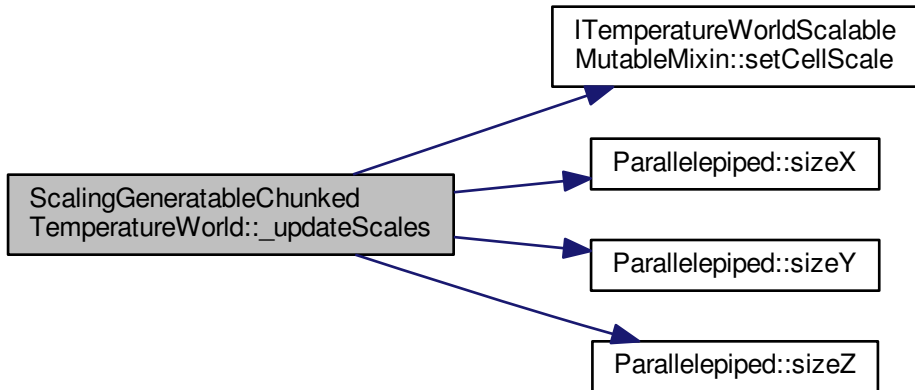 ITemperatureWorldScalable
MutableMixin::setCellScale
Parallelepiped::sizeX
ScalingGeneratableChunked
TemperatureWorld::_updateScales
Parallelepiped::sizeY
Parallelepiped::sizeZ